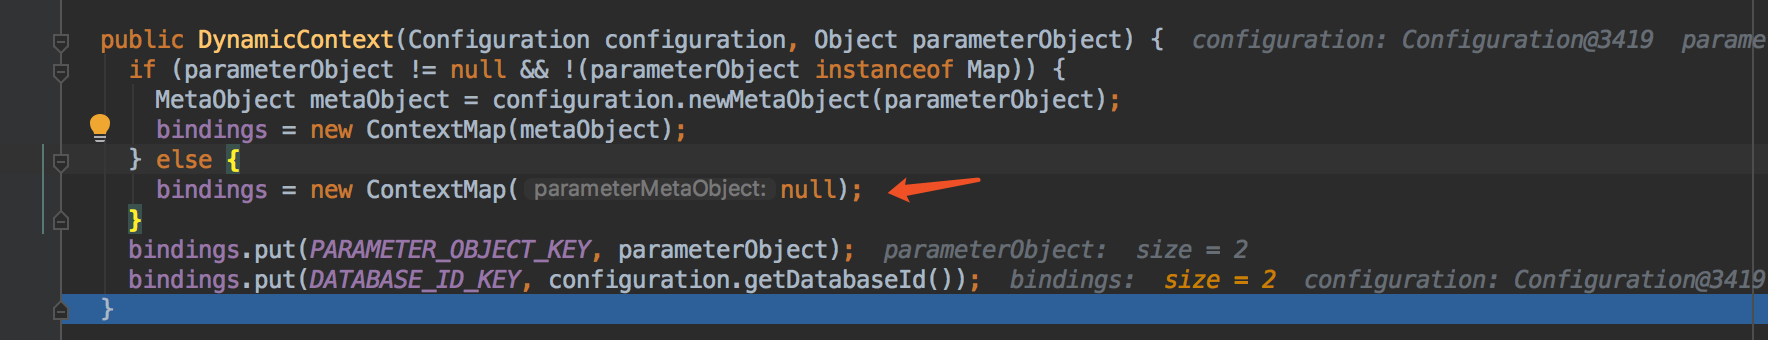 public DynamicContext(Configuration configuration, Object parameterObject) {  configuration: Configuration@3419  parame
if (parameterObject != null && !(parameterObject instanceof Map)) {
MetaObject metaObject = configuration.newMetaObject(parameterObject);
bindings = new ContextMap(metaObject);
} else {
bindings = new ContextMap( parameterMetaObject: null);
}
bindings.put(PARAMETER_OBJECT_KEY, parameterObject);  parameterObject:  size = 2
bindings.put(DATABASE_ID_KEY, configuration.getDatabaseId());  bindings:  size = 2  configuration: Configuration@3419
}